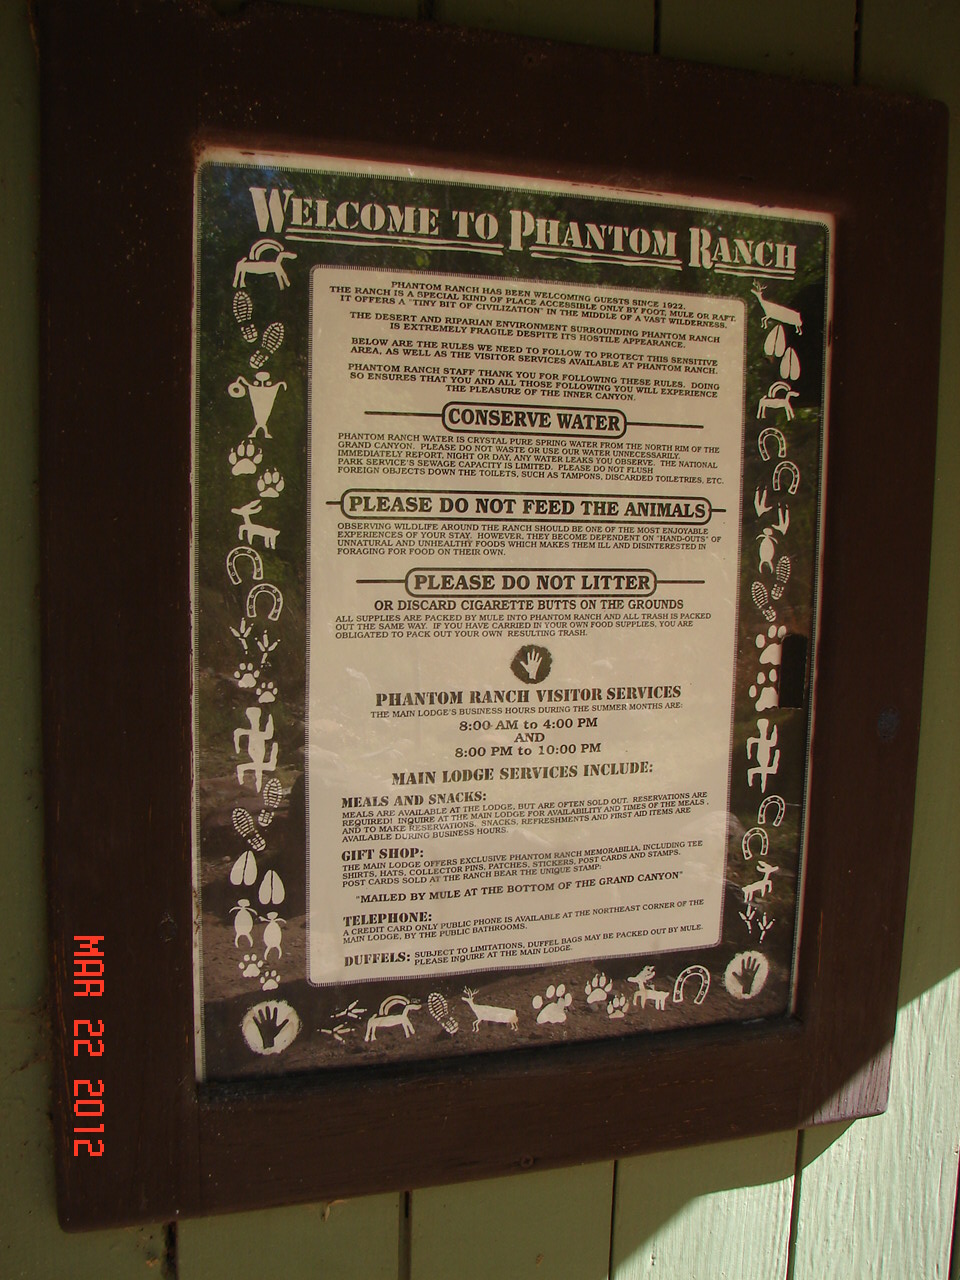 WELCOME TO PHANTOM RANCH
PHANTOM RANCH HAS BEEN WELCOMING GUESTS SINCE 1922.
THE RANCH IS A SPECIAL KIND OF PLACE ACCESSIBLE ONLY BY FOOT, MULE OR RAFT.
IT OFFERS A "TINY BIT OF CIVILIZATION" IN THE MIDDLE OF A VAST WILDERNESS.
THE DESERT AND RIPARIAN ENVIRONMENT SURROUNDING PHANTOM RANCH
IS EXTREMELY FRAGILE DESPITE ITS HOSTILE APPEARANCE.
BELOW ARE THE RULES WE NEED TO FOLLOW TO PROTECT THIS SENSITIVE
AREA, AS WELL AS THE VISITOR SERVICES AVAILABLE AT PHANTOM RANCH.
PHANTOM RANCH STAFF THANK YOU FOR FOLLOWING THESE RULES. DOING
SO ENSURES THAT YOU AND ALL THOSE FOLLOWING YOU WILL EXPERIENCE
THE PLEASURE OF THE INNER CANYON.
CONSERVE WATER
PHANTOM RANCH WATER IS CRYSTAL PURE SPRING WATER FROM THE NORTH RIM OF THE
GRAND CANYON. PLEASE DO NOT WASTE OR USE OUR WATER UNNECESSARILY.
IMMEDIATELY REPORT, NIGHT OR DAY, ANY WATER LEAKS YOU OBSERVE. THE NATIONAL
PARK SERVICE'S SEWAGE CAPACITY IS LIMITED. PLEASE DO NOT FLUSH
FOREIGN OBJECTS DOWN THE TOILETS, SUCH AS TAMPONS, DISCARDED TOILETRIES, ETC.
PLEASE DO NOT FEED THE ANIMALS
OBSERVING WILDLIFE AROUND THE RANCH SHOULD BE ONE OF THE MOST ENJOYABLE
EXPERIENCES OF YOUR STAY. HOWEVER, THEY BECOME DEPENDENT ON "HAND-OUTS" OF
UNNATURAL AND UNHEALTHY FOODS WHICH MAKES THEM ILL AND DISINTERESTED IN
FORAGING FOR FOOD ON THEIR OWN.
PLEASE DO NOT LITTER
OR DISCARD CIGARETTE BUTTS ON THE GROUNDS
ALL SUPPLIES ARE PACKED BY MULE INTO PHANTOM RANCH AND ALL TRASH IS PACKED
OUT THE SAME WAY. IF YOU HAVE CARRIED IN YOUR OWN FOOD SUPPLIES, YOU ARE
OBLIGATED TO PACK OUT YOUR OWN RESULTING TRASH.
PHANTOM RANCH VISITOR SERVICES
THE MAIN LODGE'S BUSINESS HOURS DURING THE SUMMER MONTHS ARE:
8:00 AM to 4:00 PM
AND
8:00 PM to 10:00 PM
MAIN LODGE SERVICES INCLUDE:
MEALS AND SNACKS:
MEALS ARE AVAILABLE AT THE LODGE, BUT ARE OFTEN SOLD OUT. RESERVATIONS ARE
REQUIRED! INQUIRE AT THE MAIN LODGE FOR AVAILABILITY AND TIMES OF THE MEALS,
AND TO MAKE RESERVATIONS. SNACKS, REFRESHMENTS AND FIRST AID ITEMS ARE
AVAILABLE DURING BUSINESS HOURS.
GIFT SHOP:
THE MAIN LODGE OFFERS EXCLUSIVE PHANTOM RANCH MEMORABILIA, INCLUDING TEE
SHIRTS, HATS, COLLECTOR PINS, PATCHES, STICKERS, POST CARDS AND STAMPS.
POST CARDS SOLD AT THE RANCH BEAR THE UNIQUE STAMP:
"MAILED BY MULE AT THE BOTTOM OF THE GRAND CANYON"
TELEPHONE:
A CREDIT CARD ONLY PUBLIC PHONE IS AVAILABLE AT THE NORTHEAST CORNER OF THE
MAIN LODGE, BY THE PUBLIC BATHROOMS.
DUFFELS: SUBJECT TO LIMITATIONS, DUFFEL BAGS MAY BE PACKED OUT BY MULE.
PLEASE INQUIRE AT THE MAIN LODGE.
MAR 22 2012